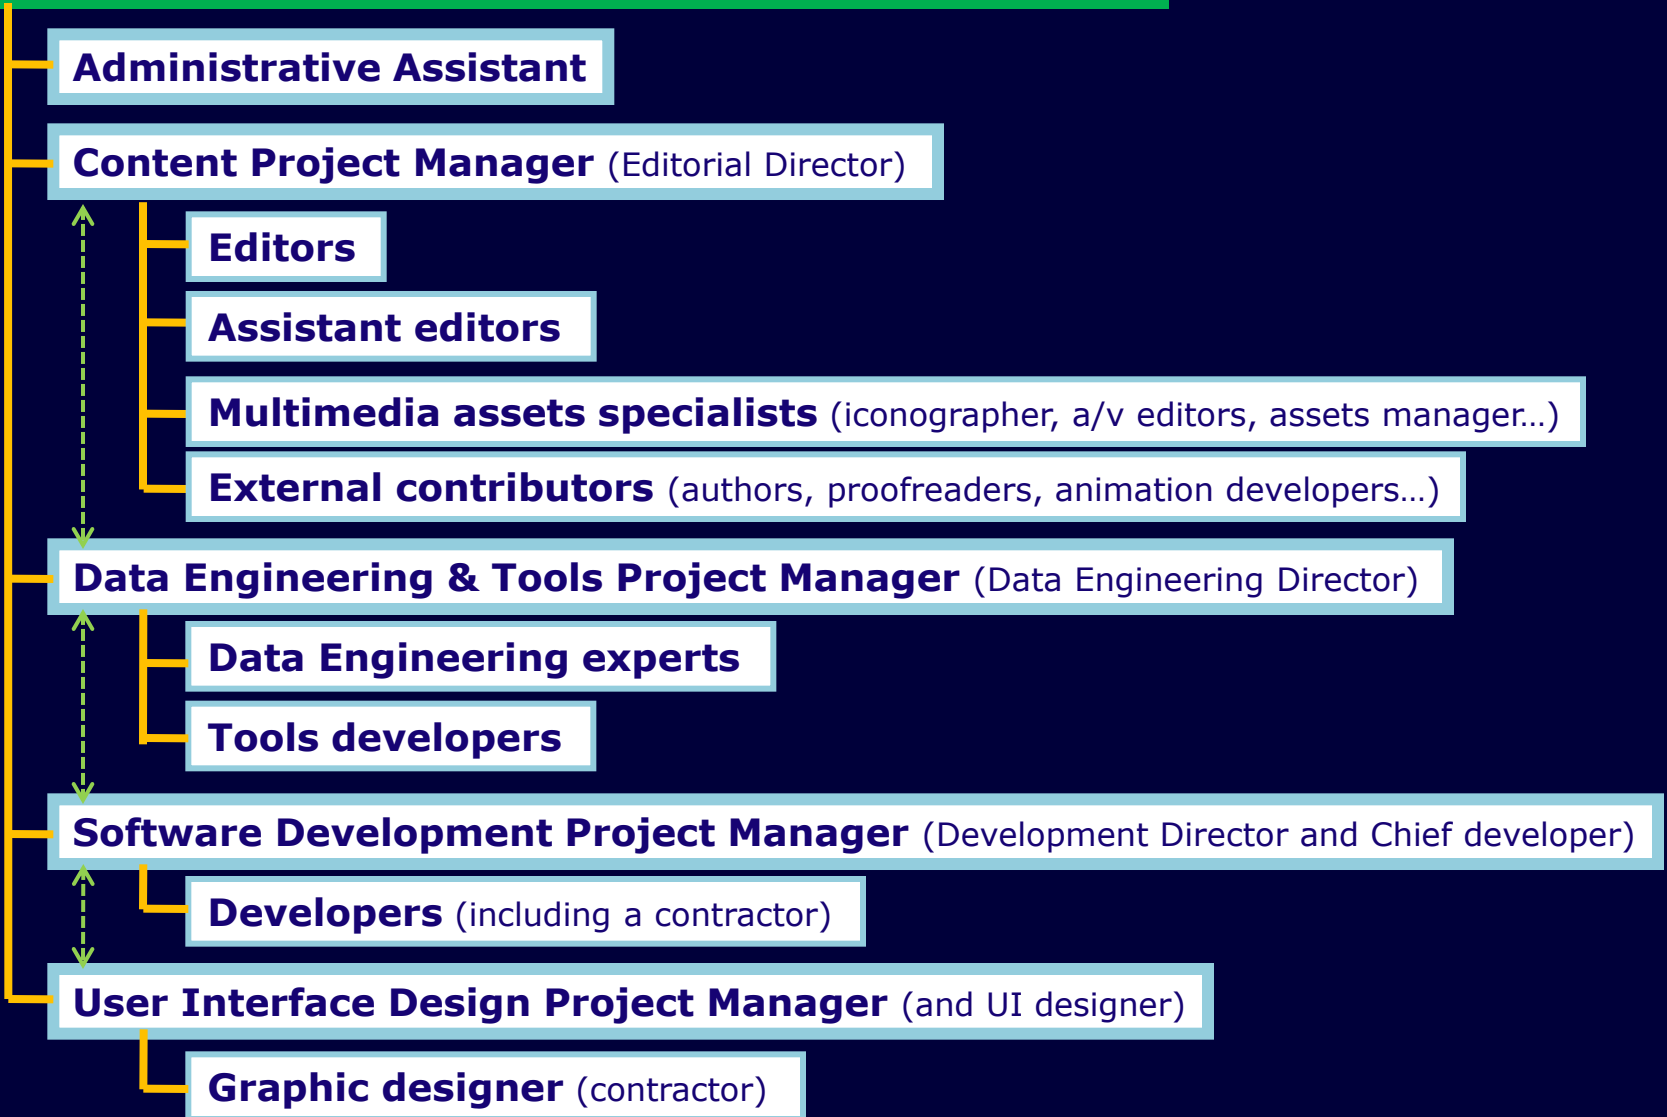 Administrative Assistant
Content Project Manager (Editorial Director)
Editors
Assistant editors
Multimedia assets specialists (iconographer, a/v editors, assets manager…)
External contributors (authors, proofreaders, animation developers…)
Data Engineering & Tools Project Manager (Data Engineering Director)
Data Engineering experts
Tools developers
Software Development Project Manager (Development Director and Chief developer)
Developers (including a contractor)
User Interface Design Project Manager (and UI designer)
Graphic designer (contractor)